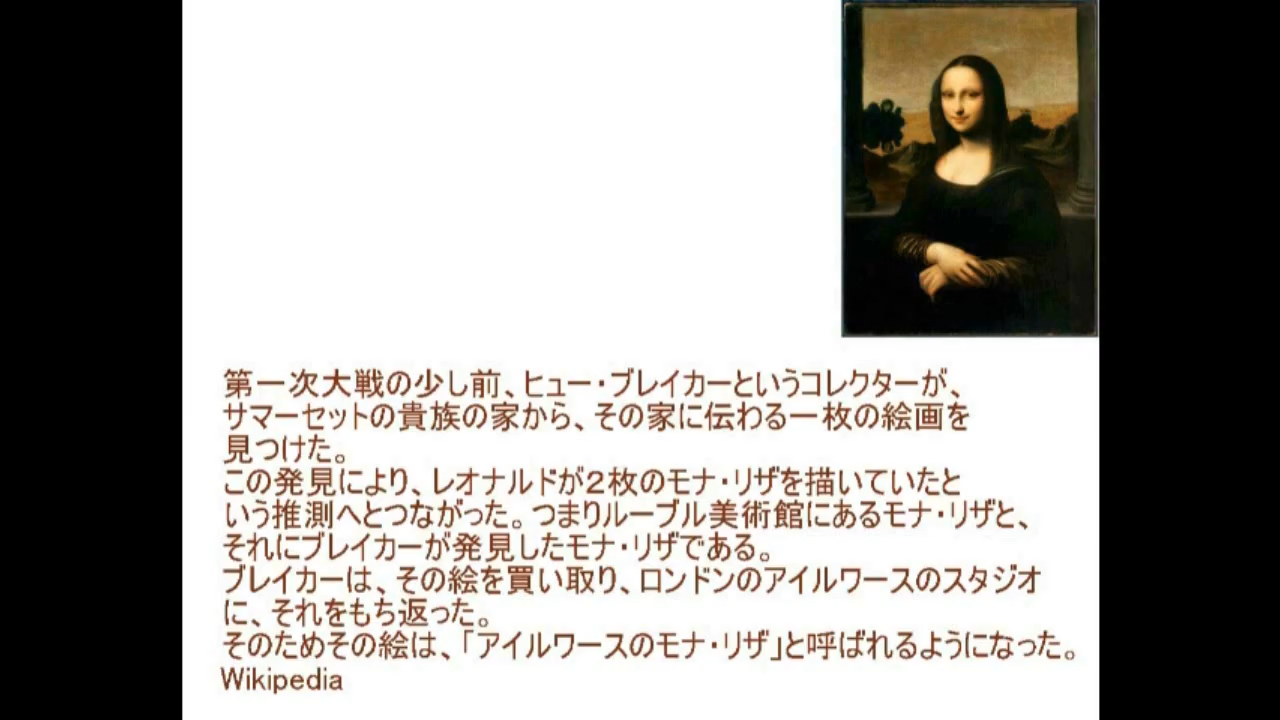 第一次大戦の少し前、ヒュー・ブレイカーというコレクターが、
サマーセットの貴族の家から、その家に伝わる一枚の絵画を
見つけた。
この発見により、レオナルドが２枚のモナ・リザを描いていたと
いう推測へとつながった。つまりルーブル美術館にあるモナ・リザと、
それにブレイカーが発見したモナ・リザである。
ブレイカーは、その絵を買い取り、ロンドンのアイルワースのスタジオ
に、それをもち返った。
そのためその絵は、「アイルワースのモナ・リザ」と呼ばれるようになった。
Wikipedia